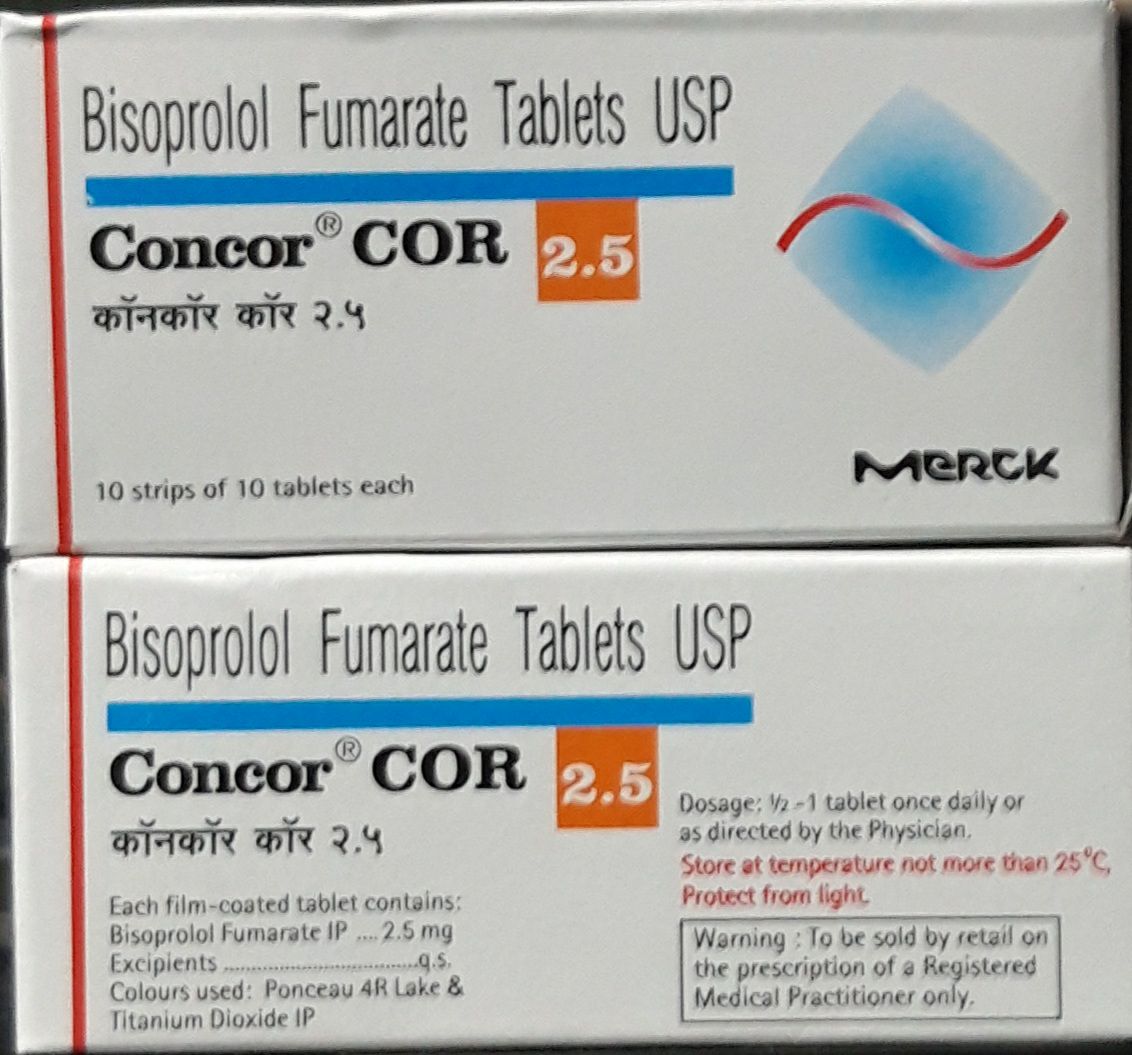 Bisoprolol Fumarate Tablets USP
Concor® COR 2.5
कॉनकॉर कॉर २.५
10 strips of 10 tablets each
MERCK
Bisoprolol Fumarate Tablets USP
Concor® COR 2.5
कॉनकॉर कॉर २.५
Each film-coated tablet contains:
Bisoprolol Fumarate IP .... 2.5 mg
Excipients ....................................q.s.
Colours used: Ponceau 4R Lake &
Titanium Dioxide IP
Dosage: ½ -1 tablet once daily or
as directed by the Physician.
Store at temperature not more than 25°C,
Protect from light.
Warning : To be sold by retail on
the prescription of a Registered
Medical Practitioner only.